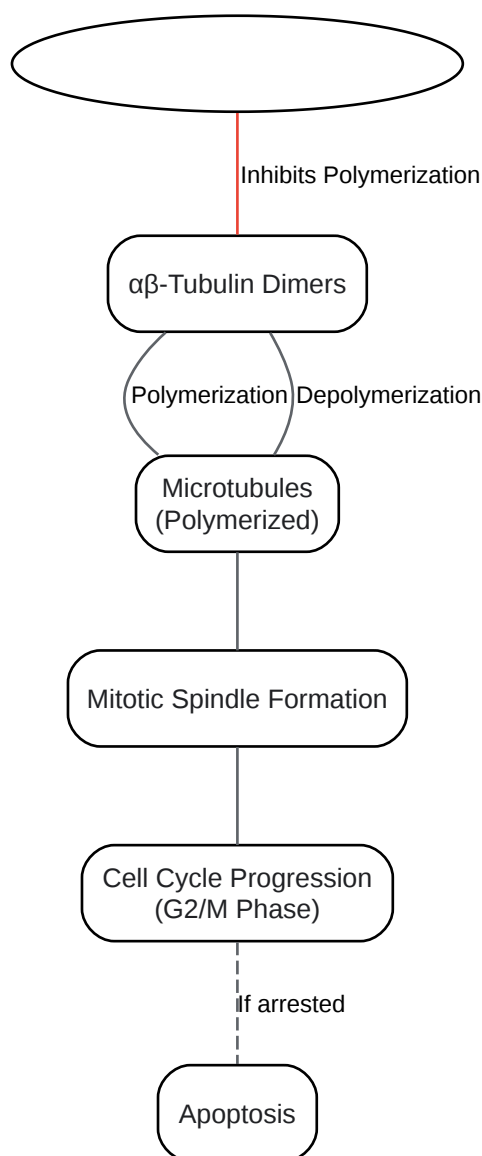 Inhibits Polymerization
αβ-Tubulin Dimers
Polymerization
Depolymerization
Microtubules
(Polymerized)
Mitotic Spindle Formation
Cell Cycle Progression
(G2/M Phase)
If arrested
Apoptosis